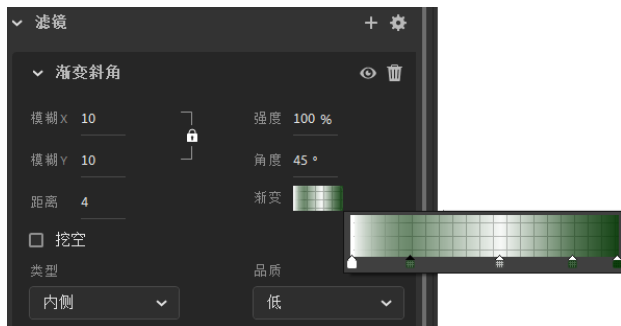 滤镜
渐变斜角
模糊X 10 强度 100 %
模糊Y 10 角度 45 °
距离 4 渐变
挖空
类型 品质
内侧 低